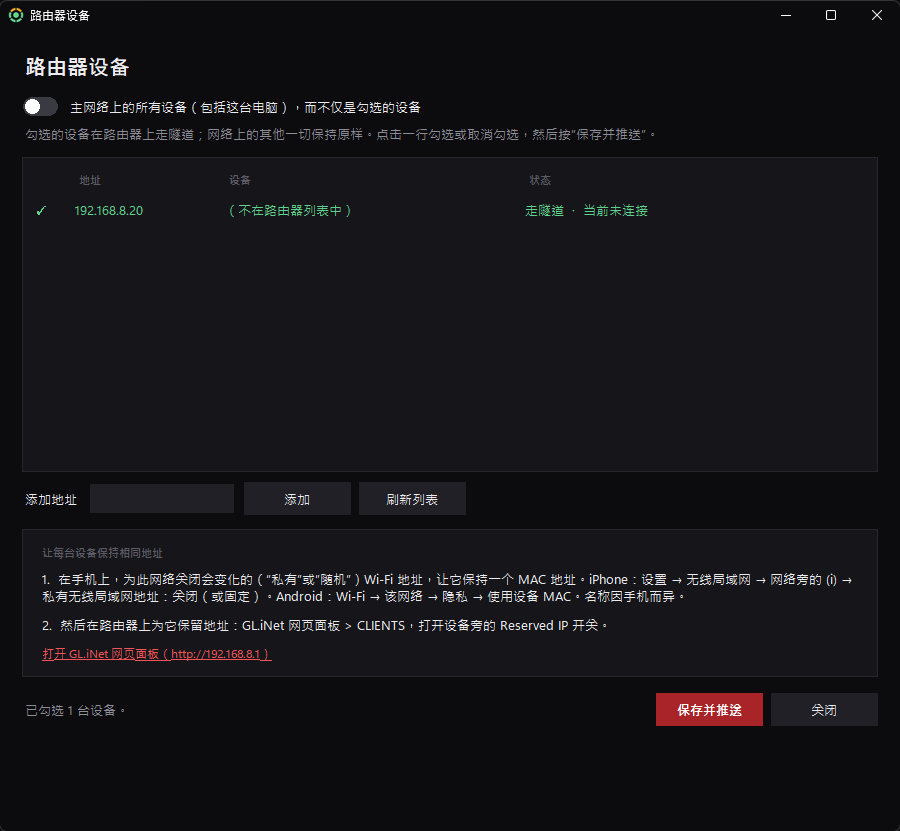 路由器设备
路由器设备
主网络上的所有设备（包括这台电脑），而不仅是勾选的设备
勾选的设备在路由器上走隧道；网络上的其他一切保持原样。点击一行勾选或取消勾选，然后按“保存并推送”。
地址 设备 状态
✓ 192.168.8.20 （不在路由器列表中） 走隧道 · 当前未连接
添加地址 添加 刷新列表
让每台设备保持相同地址
1. 在手机上，为此网络关闭会变化的（“私有”或“随机”）Wi-Fi 地址，让它保持一个 MAC 地址。iPhone：设置 → 无线局域网 → 网络旁的 (i) →
私有无线局域网地址：关闭（或固定）。Android：Wi-Fi → 该网络 → 隐私 → 使用设备 MAC。名称因手机而异。
2. 然后在路由器上为它保留地址：GL.iNet 网页面板 > CLIENTS，打开设备旁的 Reserved IP 开关。
打开 GL.iNet 网页面板（http://192.168.8.1）
已勾选 1 台设备。 保存并推送 关闭